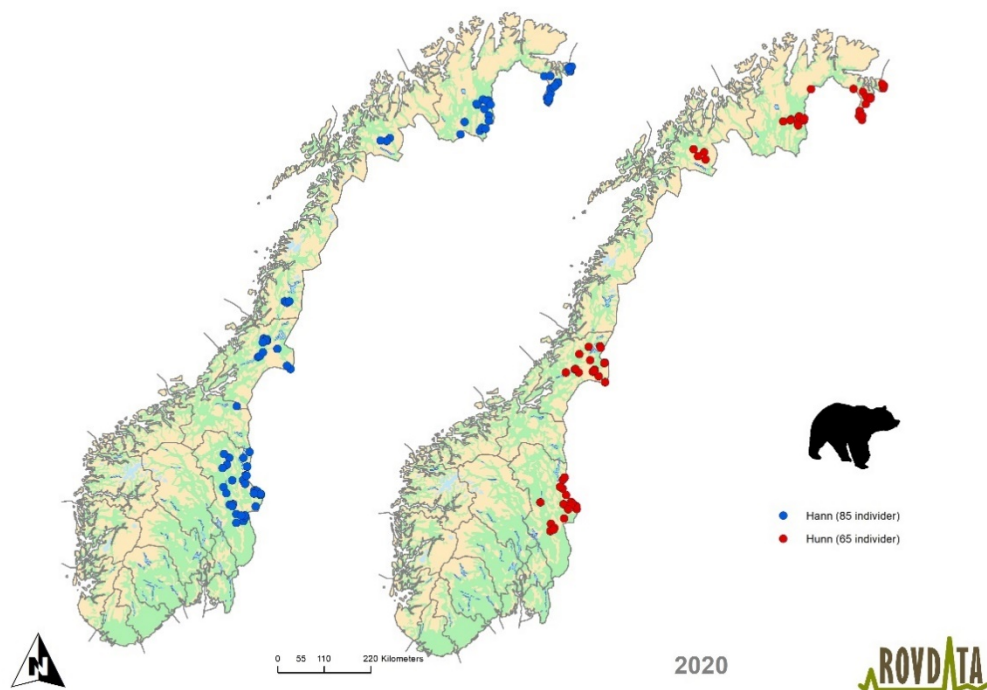 Hann (85 individer)
Hunn (65 individer)
N
0 55 110 220 Kilometers
2020
ROVDATA